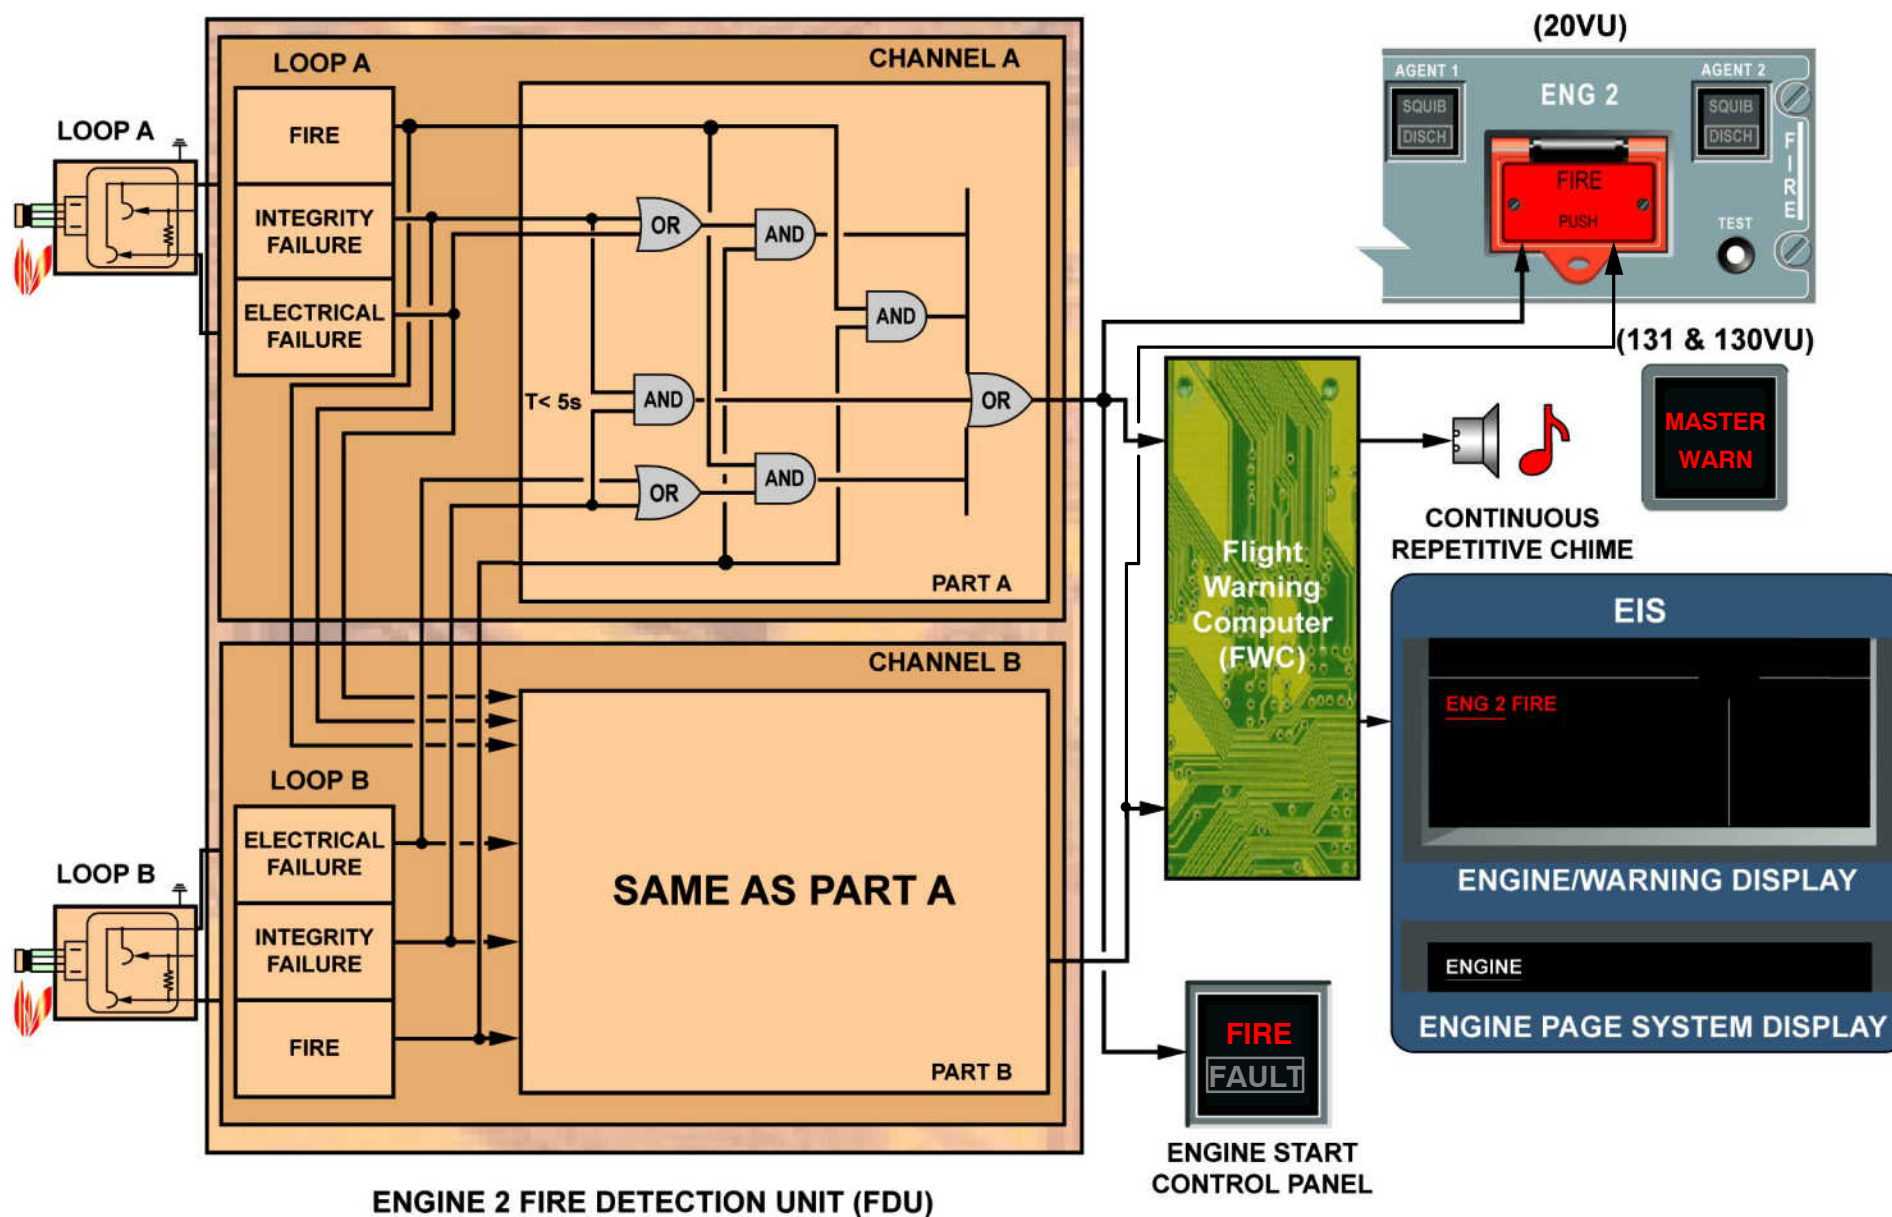 (20VU)
CHANNEL A
LOOP A
LOOP A
FIRE
INTEGRITY
FAILURE
ELECTRICAL
FAILURE
OR
AND
AND
T< 5s
AND
OR
OR
AND
PART A
AGENT 1
SQUIB
DISCH
ENG 2
AGENT 2
SQUIB
DISCH
FIRE
PUSH
TEST
FIRE
(131 & 130VU)
MASTER
WARN
CONTINUOUS
REPETITIVE CHIME
Flight
Warning
Computer
(FWC)
EIS
ENG 2 FIRE
ENGINE/WARNING DISPLAY
ENGINE
ENGINE PAGE SYSTEM DISPLAY
CHANNEL B
LOOP B
LOOP B
ELECTRICAL
FAILURE
INTEGRITY
FAILURE
FIRE
SAME AS PART A
PART B
FIRE
FAULT
ENGINE START
CONTROL PANEL
ENGINE 2 FIRE DETECTION UNIT (FDU)